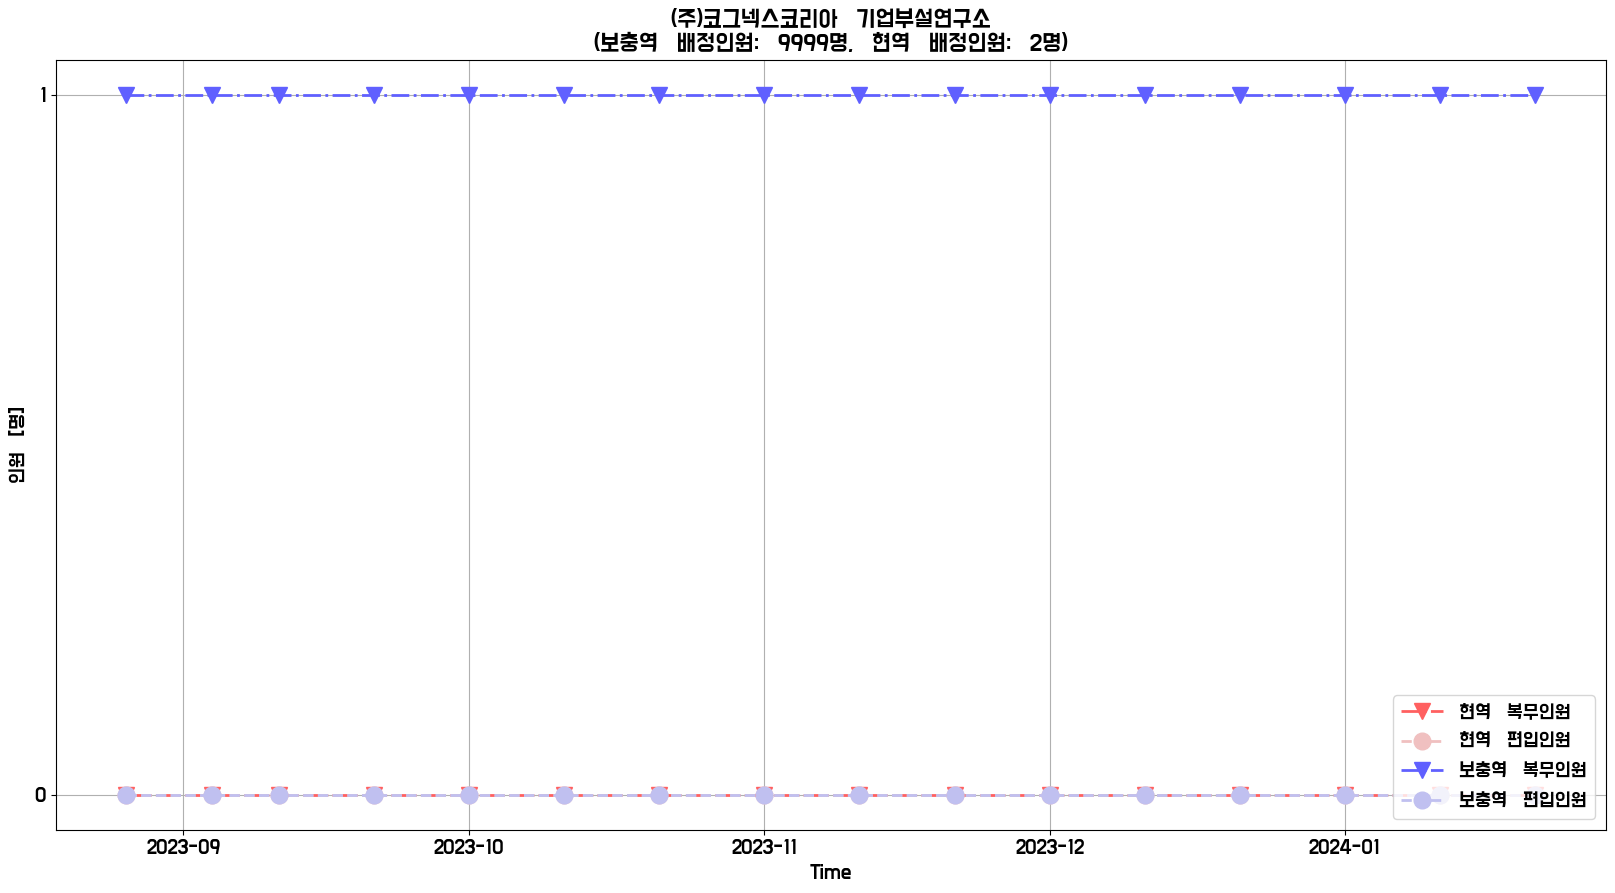 (주)코그넥스코리아 기업부설연구소
(보충역 배정인원: 9999명, 현역 배정인원: 2명)
1
인원 [명]
0
현역 복무인원
현역 편입인원
보충역 복무인원
보충역 편입인원
2023-09 2023-10 2023-11 2023-12 2024-01
Time